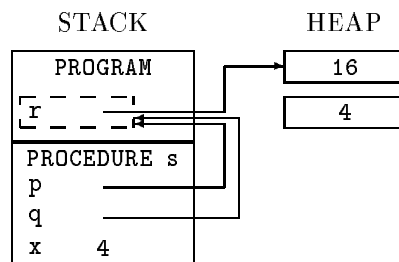 STACK HEAP
PROGRAM 16
r 4
PROCEDURE s
p
q
x 4